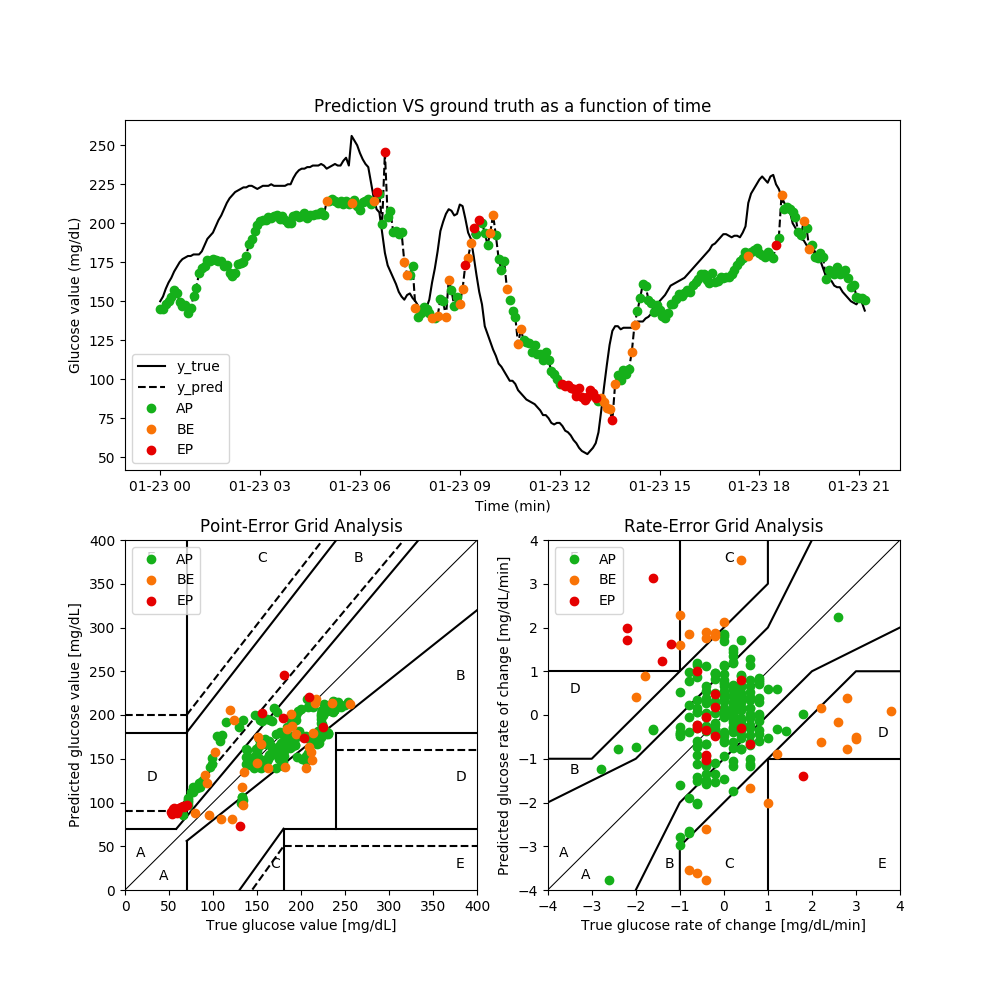 Prediction VS ground truth as a function of time
Glucose value (mg/dL)
250
225
200
175
150
125
100
75
50
y_true
y_pred
AP
BE
EP
01-23 00 01-23 03 01-23 06 01-23 09 01-23 12 01-23 15 01-23 18 01-23 21
Time (min)
Point-Error Grid Analysis
Predicted glucose value [mg/dL]
400
350
300
250
200
150
100
50
0
AP
BE
EP
C
B
B
D
D
A
A
C
E
0 50 100 150 200 250 300 350 400
True glucose value [mg/dL]
Rate-Error Grid Analysis
Predicted glucose rate of change [mg/dL/min]
4
3
2
1
0
−1
−2
−3
−4
AP
BE
EP
C
D
D
B
A
A
B
C
E
−4 −3 −2 −1 0 1 2 3 4
True glucose rate of change [mg/dL/min]